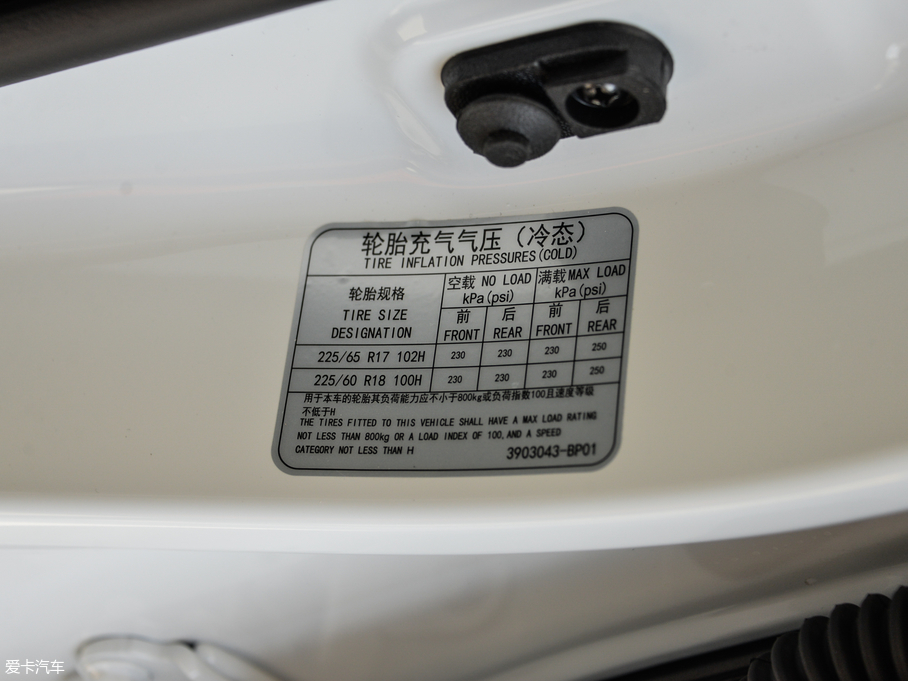 轮胎充气气压（冷态）
TIRE INFLATION PRESSURES(COLD)
轮胎规格
TIRE SIZE
DESIGNATION
空载 NO LOAD
kPa(psi)
满载 MAX LOAD
kPa(psi)
前
FRONT
后
REAR
前
FRONT
后
REAR
225/65 R17 102H 230 230 230 250
225/60 R18 100H 230 230 230 250
用于本车的轮胎其负荷能力应不小于800kg或负荷指数100且速度等级
不低于H
THE TIRES FITTED TO THIS VEHICLE SHALL HAVE A MAX LOAD RATING
NOT LESS THAN 800kg OR A LOAD INDEX OF 100, AND A SPEED
CATEGORY NOT LESS THAN H
3903043-BP01
爱卡汽车